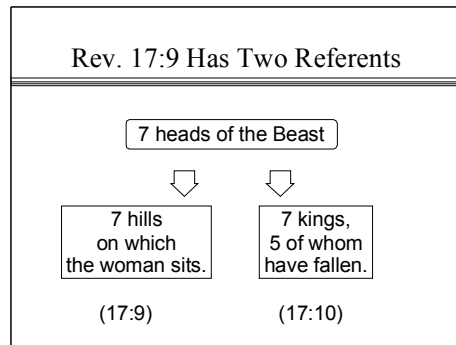 Rev. 17:9 Has Two Referents
7 heads of the Beast
7 hills
on which
the woman sits.
7 kings,
5 of whom
have fallen.
(17:9)
(17:10)